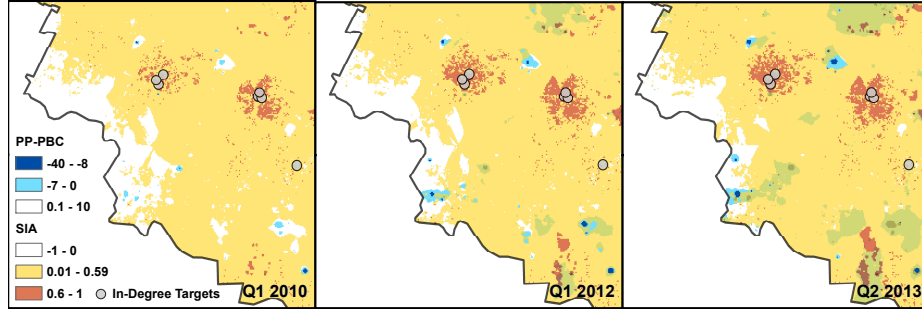 PP-PBC
-40 - -8
-7 - 0
0.1 - 10
SIA
-1 - 0
0.01 - 0.59
0.6 - 1
In-Degree Targets
Q1 2010
Q1 2012
Q2 2013